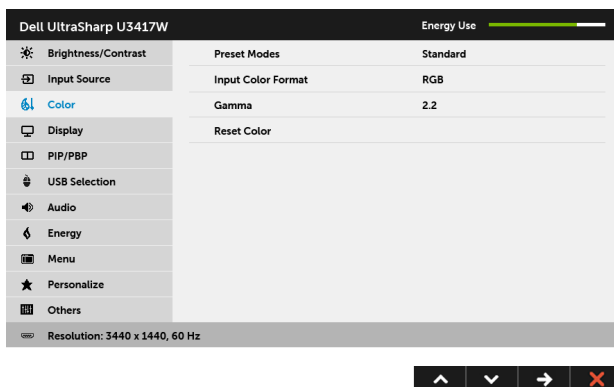 Dell UltraSharp U3417W Energy Use
Brightness/Contrast Preset Modes Standard
Input Source Input Color Format RGB
Color Gamma 2.2
Display Reset Color
PIP/PBP
USB Selection
Audio
Energy
Menu
Personalize
Others
Resolution: 3440 x 1440, 60 Hz